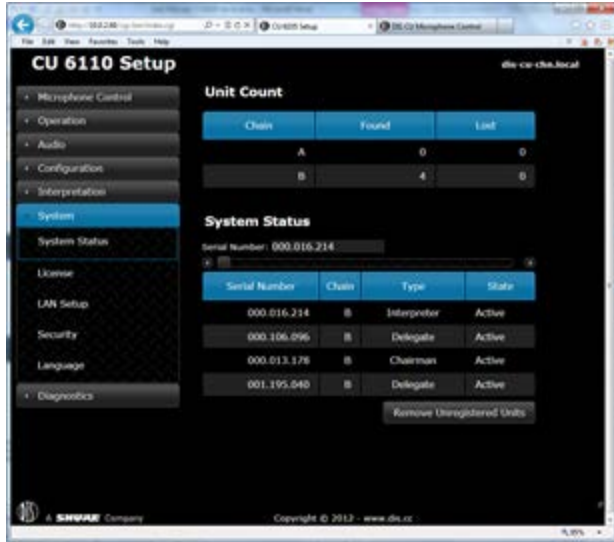 CU 6110 Setup
dis-cu-chn.local
File Edit View Favorites Tools Help
Microphone Control
Operation
Audio
Configuration
Interpretation
System
System Status
License
LAN Setup
Security
Language
Diagnostics
Unit Count
Chain Found Lost
A 0 0
B 4 0
System Status
Serial Number: 000.016.214
Serial Number Chain Type State
000.016.214 B Interpreter Active
000.106.096 B Delegate Active
000.013.178 B Chairman Active
001.195.040 B Delegate Active
Remove Unregistered Units
A SHURE Company
Copyright © 2012 - www.dis.cc